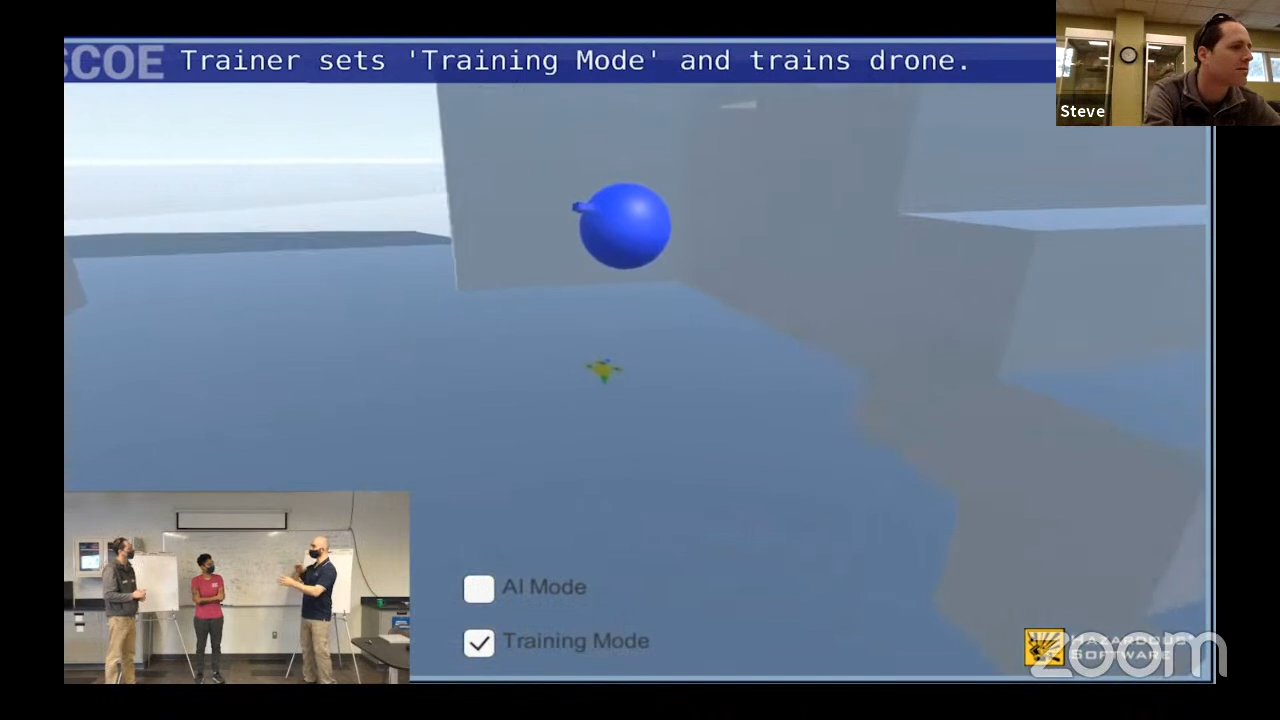 SCOE Trainer sets 'Training Mode' and trains drone.
Steve
AI Mode
Training Mode
HAZARDOUS
SOFTWARE
zoom